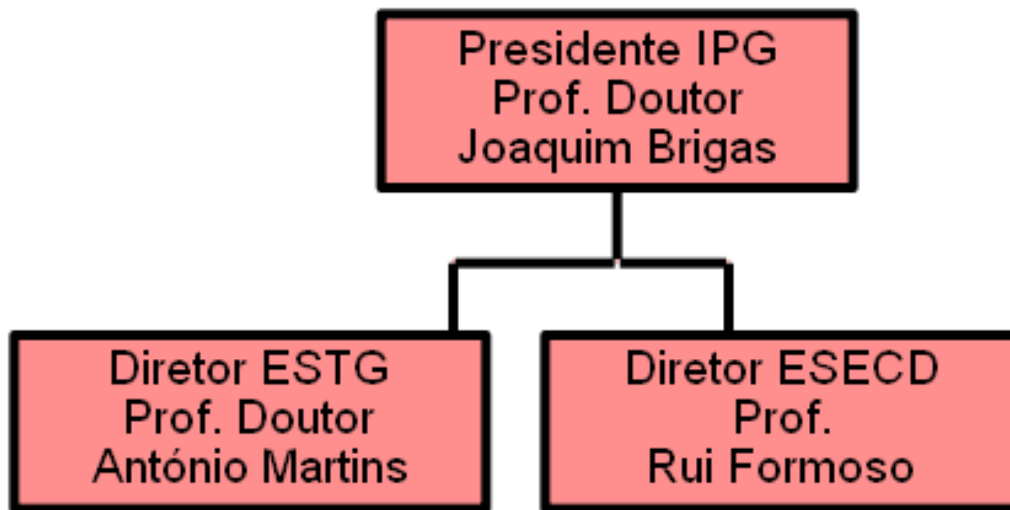 Presidente IPG
Prof. Doutor
Joaquim Brigas
Diretor ESTG
Prof. Doutor
António Martins
Diretor ESECD
Prof.
Rui Formoso